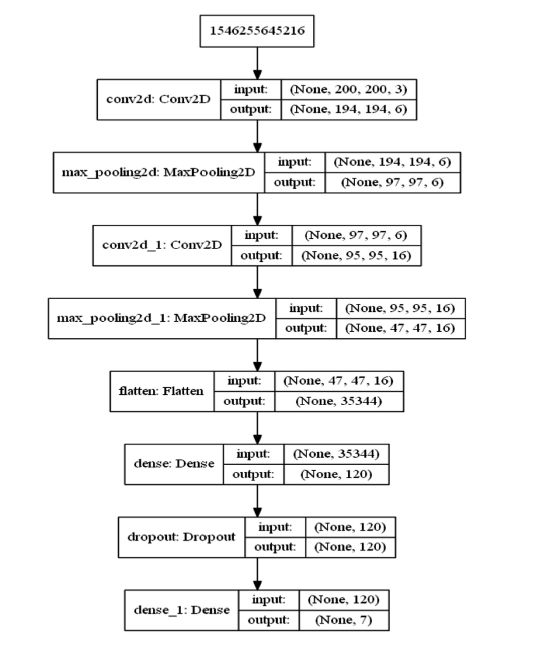 1546255645216
conv2d: Conv2D
input: (None, 200, 200, 3)
output: (None, 194, 194, 6)
max_pooling2d: MaxPooling2D
input: (None, 194, 194, 6)
output: (None, 97, 97, 6)
conv2d_1: Conv2D
input: (None, 97, 97, 6)
output: (None, 95, 95, 16)
max_pooling2d_1: MaxPooling2D
input: (None, 95, 95, 16)
output: (None, 47, 47, 16)
flatten: Flatten
input: (None, 47, 47, 16)
output: (None, 35344)
dense: Dense
input: (None, 35344)
output: (None, 120)
dropout: Dropout
input: (None, 120)
output: (None, 120)
dense_1: Dense
input: (None, 120)
output: (None, 7)